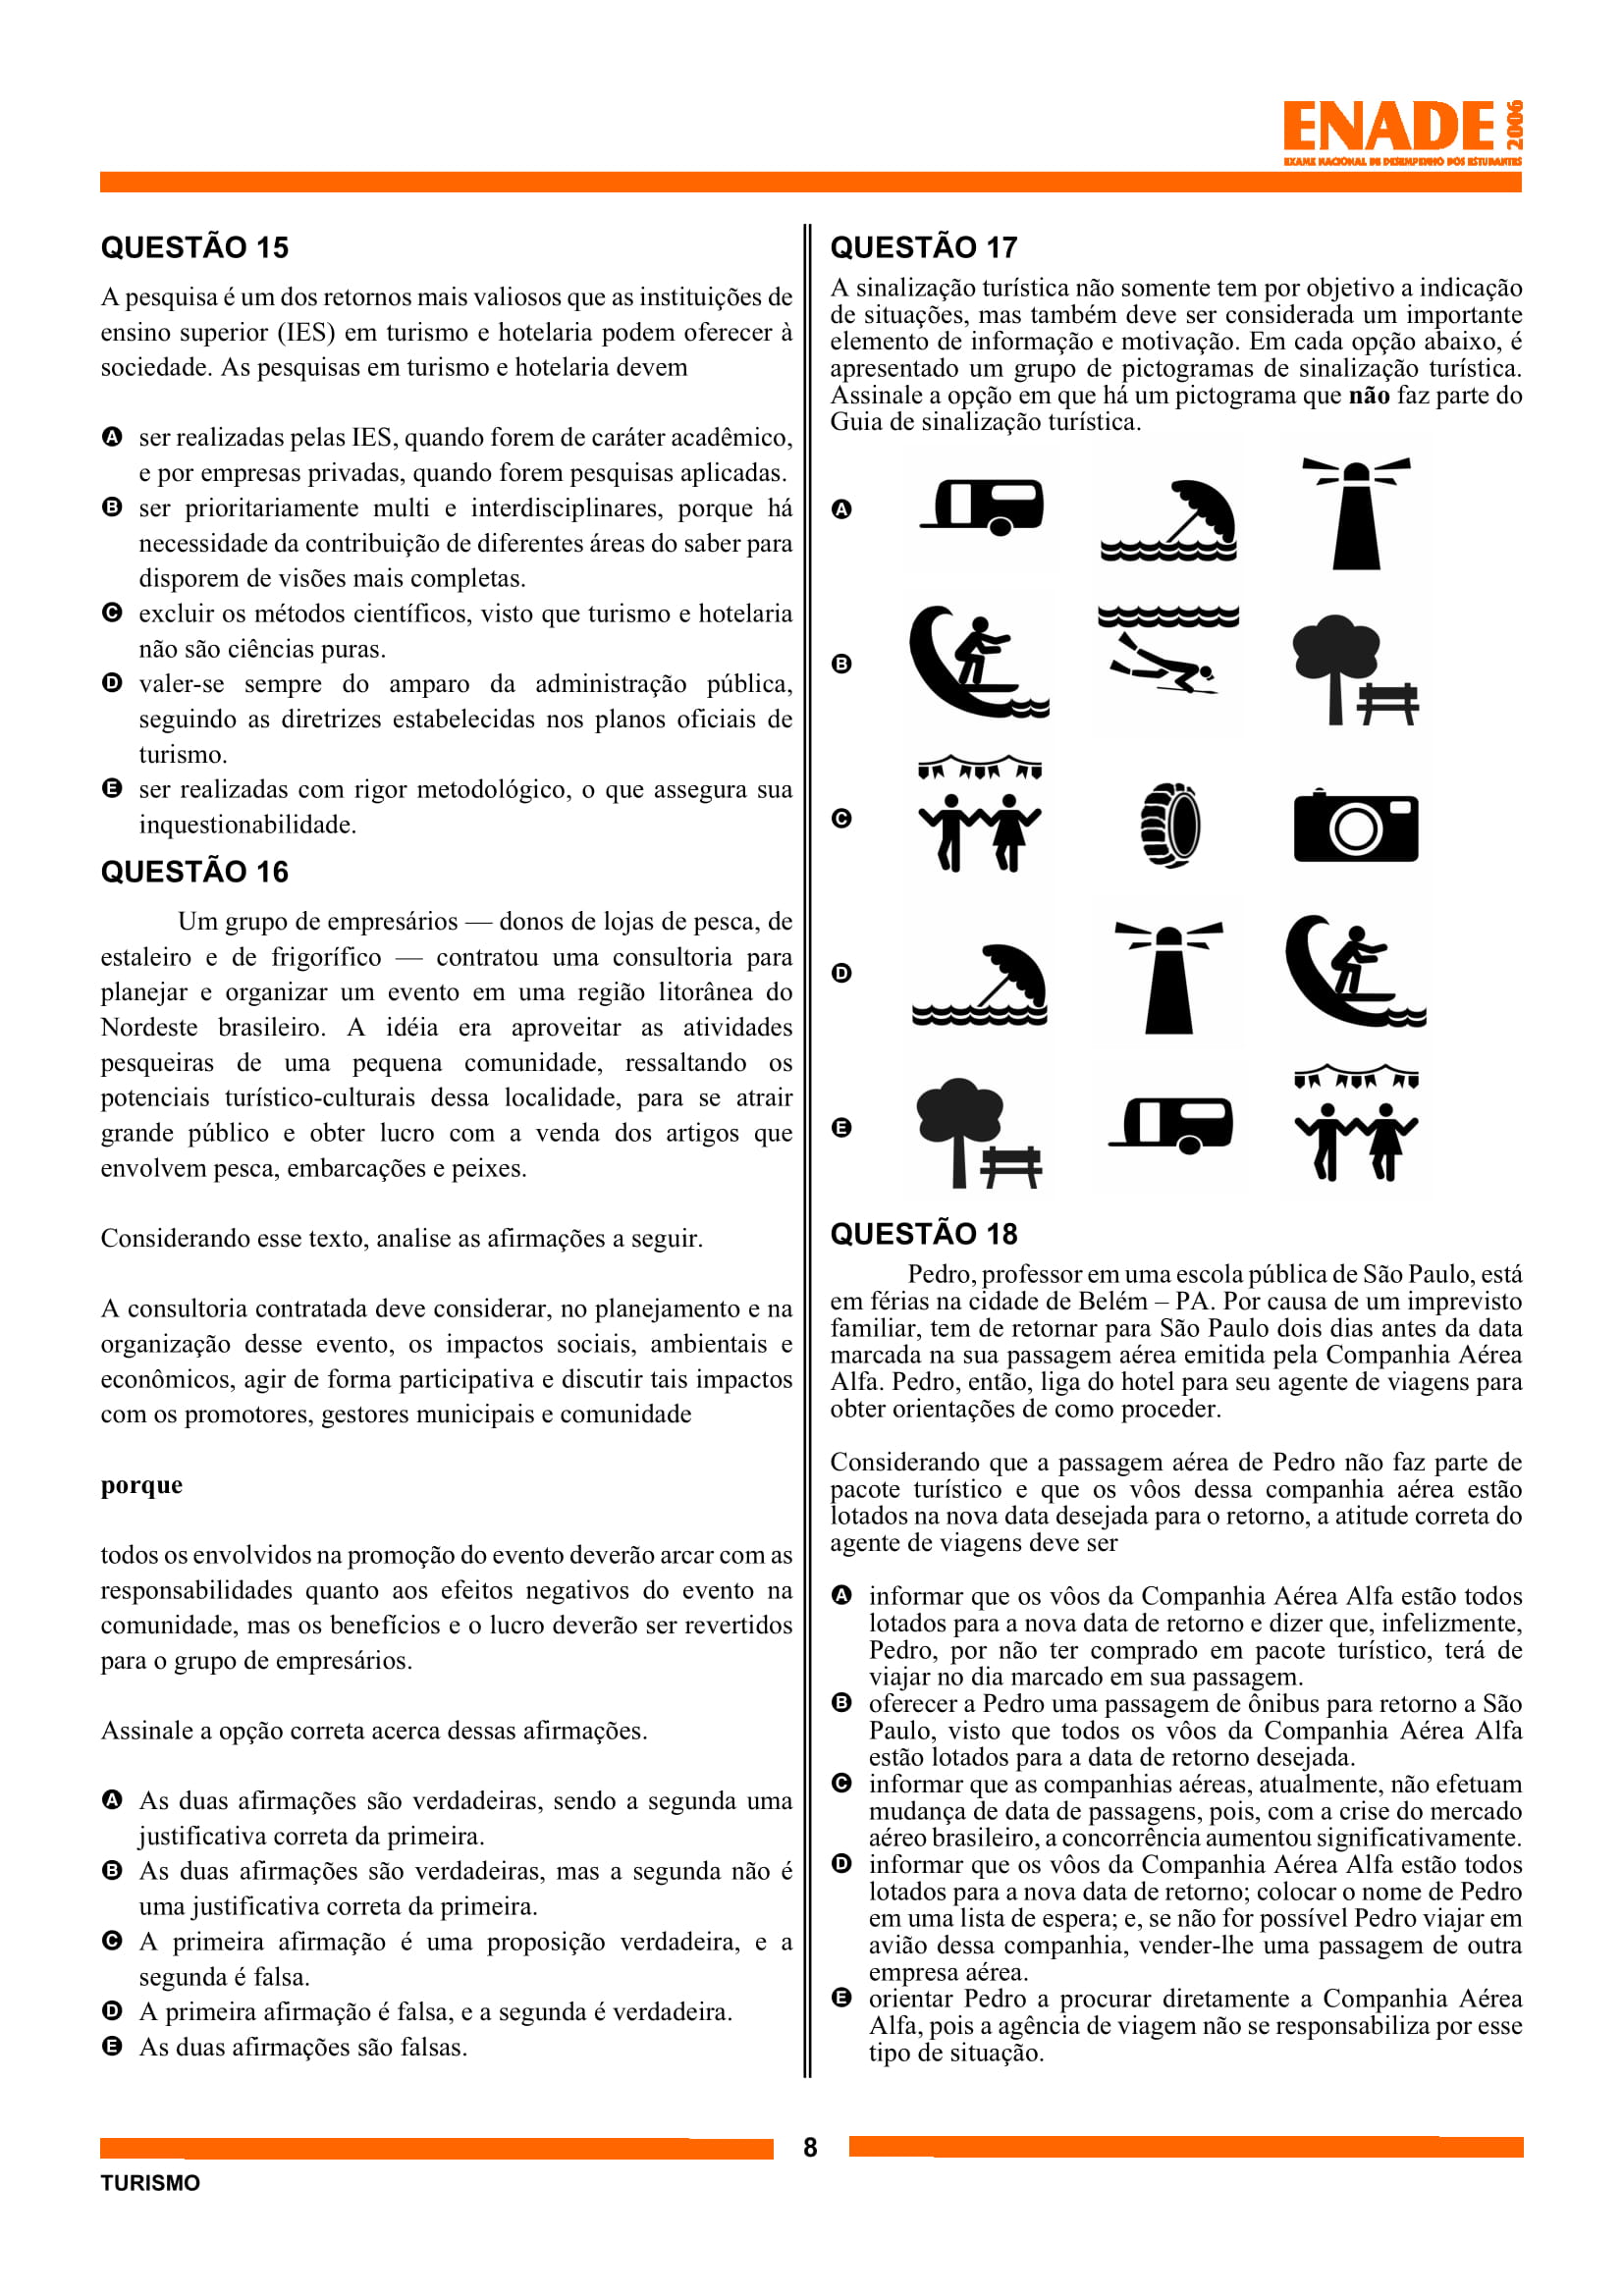 ENADE 2006
EXAME NACIONAL DE DESEMPENHO DOS ESTUDANTES
QUESTÃO 15
A pesquisa é um dos retornos mais valiosos que as instituições de
ensino superior (IES) em turismo e hotelaria podem oferecer à
sociedade. As pesquisas em turismo e hotelaria devem
A ser realizadas pelas IES, quando forem de caráter acadêmico,
e por empresas privadas, quando forem pesquisas aplicadas.
B ser prioritariamente multi e interdisciplinares, porque há
necessidade da contribuição de diferentes áreas do saber para
disporem de visões mais completas.
C excluir os métodos científicos, visto que turismo e hotelaria
não são ciências puras.
D valer-se sempre do amparo da administração pública,
seguindo as diretrizes estabelecidas nos planos oficiais de
turismo.
E ser realizadas com rigor metodológico, o que assegura sua
inquestionabilidade.
QUESTÃO 16
Um grupo de empresários — donos de lojas de pesca, de
estaleiro e de frigorífico — contratou uma consultoria para
planejar e organizar um evento em uma região litorânea do
Nordeste brasileiro. A idéia era aproveitar as atividades
pesqueiras de uma pequena comunidade, ressaltando os
potenciais turístico-culturais dessa localidade, para se atrair
grande público e obter lucro com a venda dos artigos que
envolvem pesca, embarcações e peixes.
Considerando esse texto, analise as afirmações a seguir.
A consultoria contratada deve considerar, no planejamento e na
organização desse evento, os impactos sociais, ambientais e
econômicos, agir de forma participativa e discutir tais impactos
com os promotores, gestores municipais e comunidade
porque
todos os envolvidos na promoção do evento deverão arcar com as
responsabilidades quanto aos efeitos negativos do evento na
comunidade, mas os benefícios e o lucro deverão ser revertidos
para o grupo de empresários.
Assinale a opção correta acerca dessas afirmações.
A As duas afirmações são verdadeiras, sendo a segunda uma
justificativa correta da primeira.
B As duas afirmações são verdadeiras, mas a segunda não é
uma justificativa correta da primeira.
C A primeira afirmação é uma proposição verdadeira, e a
segunda é falsa.
D A primeira afirmação é falsa, e a segunda é verdadeira.
E As duas afirmações são falsas.
QUESTÃO 17
A sinalização turística não somente tem por objetivo a indicação
de situações, mas também deve ser considerada um importante
elemento de informação e motivação. Em cada opção abaixo, é
apresentado um grupo de pictogramas de sinalização turística.
Assinale a opção em que há um pictograma que não faz parte do
Guia de sinalização turística.
A
B
C
D
E
QUESTÃO 18
Pedro, professor em uma escola pública de São Paulo, está
em férias na cidade de Belém – PA. Por causa de um imprevisto
familiar, tem de retornar para São Paulo dois dias antes da data
marcada na sua passagem aérea emitida pela Companhia Aérea
Alfa. Pedro, então, liga do hotel para seu agente de viagens para
obter orientações de como proceder.
Considerando que a passagem aérea de Pedro não faz parte de
pacote turístico e que os vôos dessa companhia aérea estão
lotados na nova data desejada para o retorno, a atitude correta do
agente de viagens deve ser
A informar que os vôos da Companhia Aérea Alfa estão todos
lotados para a nova data de retorno e dizer que, infelizmente,
Pedro, por não ter comprado em pacote turístico, terá de
viajar no dia marcado em sua passagem.
B oferecer a Pedro uma passagem de ônibus para retorno a São
Paulo, visto que todos os vôos da Companhia Aérea Alfa
estão lotados para a data de retorno desejada.
C informar que as companhias aéreas, atualmente, não efetuam
mudança de data de passagens, pois, com a crise do mercado
aéreo brasileiro, a concorrência aumentou significativamente.
D informar que os vôos da Companhia Aérea Alfa estão todos
lotados para a nova data de retorno; colocar o nome de Pedro
em uma lista de espera; e, se não for possível Pedro viajar em
avião dessa companhia, vender-lhe uma passagem de outra
empresa aérea.
E orientar Pedro a procurar diretamente a Companhia Aérea
Alfa, pois a agência de viagem não se responsabiliza por esse
tipo de situação.
8
TURISMO